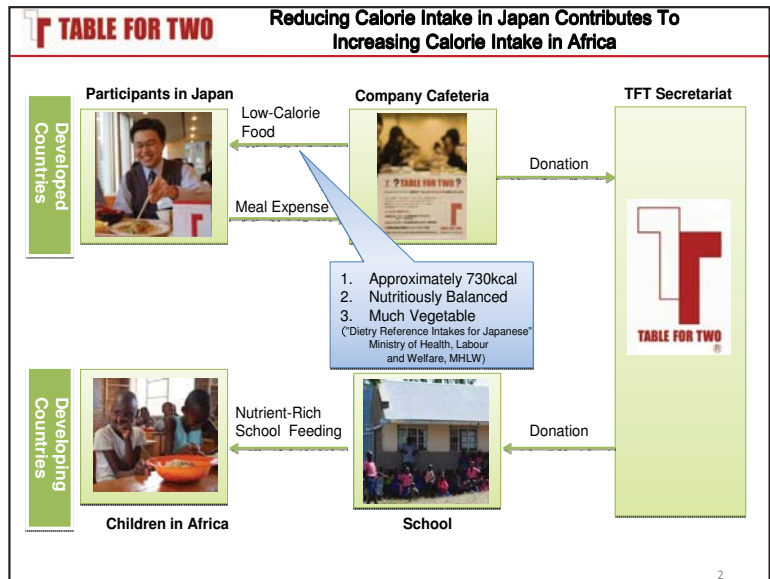 TABLE FOR TWO
Reducing Calorie Intake in Japan Contributes To
Increasing Calorie Intake in Africa
Developed
Countries
Participants in Japan
Low-Calorie
Food
Meal Expense
Company Cafeteria
? TABLE FOR TWO ?
Donation
TFT Secretariat
TABLE FOR TWO
®
1. Approximately 730kcal
2. Nutritiously Balanced
3. Much Vegetable
("Dietry Reference Intakes for Japanese"
Ministry of Health, Labour
and Welfare, MHLW)
Developing
Countries
Nutrient-Rich
School Feeding
Donation
Children in Africa
School
2